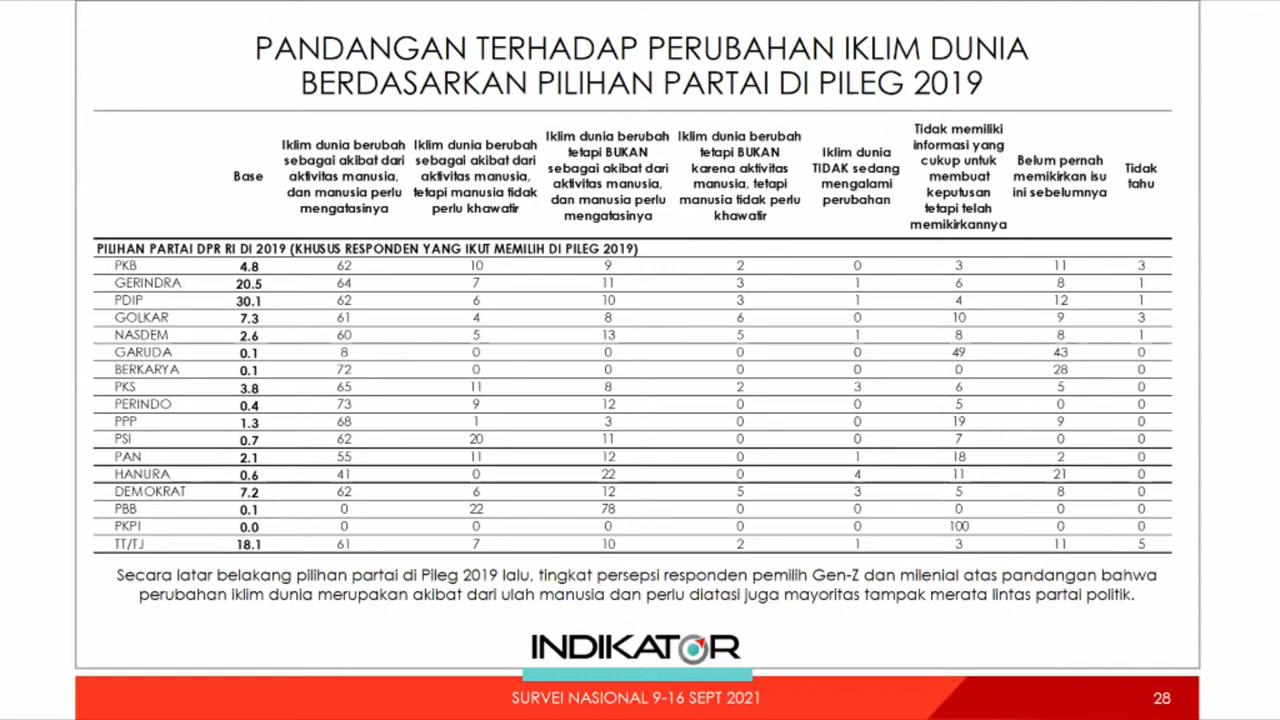 PANDANGAN TERHADAP PERUBAHAN IKLIM DUNIA
BERDASARKAN PILIHAN PARTAI DI PILEG 2019
Base
Iklim dunia berubah
sebagai akibat dari
aktivitas manusia,
dan manusia perlu
mengatasinya
Iklim dunia berubah
sebagai akibat dari
aktivitas manusia,
tetapi manusia tidak
perlu khawatir
Iklim dunia berubah
tetapi BUKAN
sebagai akibat dari
aktivitas manusia,
dan manusia perlu
mengatasinya
Iklim dunia berubah
tetapi BUKAN
karena aktivitas
manusia, tetapi
manusia tidak perlu
khawatir
Iklim dunia
TIDAK sedang
mengalami
perubahan
Tidak memiliki
informasi yang
cukup untuk
membuat
keputusan
tetapi telah
memikirkannya
Belum pernah
memikirkan isu
ini sebelumnya
Tidak
tahu
PILIHAN PARTAI DPR RI DI 2019 (KHUSUS RESPONDEN YANG IKUT MEMILIH DI PILEG 2019)
PKB 4.8 62 10 9 2 0 3 11 3
GERINDRA 20.5 64 7 11 3 1 6 8 1
PDIP 30.1 62 6 10 3 1 4 12 1
GOLKAR 7.3 61 4 8 6 0 10 9 3
NASDEM 2.6 60 5 13 5 1 8 8 1
GARUDA 0.1 8 0 0 0 0 49 43 0
BERKARYA 0.1 72 0 0 0 0 0 28 0
PKS 3.8 65 11 8 2 3 6 5 0
PERINDO 0.4 73 9 12 0 0 5 0 0
PPP 1.3 68 1 3 0 0 19 9 0
PSI 0.7 62 20 11 0 0 7 0 0
PAN 2.1 55 11 12 0 1 18 2 0
HANURA 0.6 41 0 22 0 4 11 21 0
DEMOKRAT 7.2 62 6 12 5 3 5 8 0
PBB 0.1 0 22 78 0 0 0 0 0
PKPI 0.0 0 0 0 0 0 100 0 0
TT/TJ 18.1 61 7 10 2 1 3 11 5
Secara latar belakang pilihan partai di Pileg 2019 lalu, tingkat persepsi responden pemilih Gen-Z dan milenial atas pandangan bahwa
perubahan iklim dunia merupakan akibat dari ulah manusia dan perlu diatasi juga mayoritas tampak merata lintas partai politik.
INDIKATOR
SURVEI NASIONAL 9-16 SEPT 2021
28